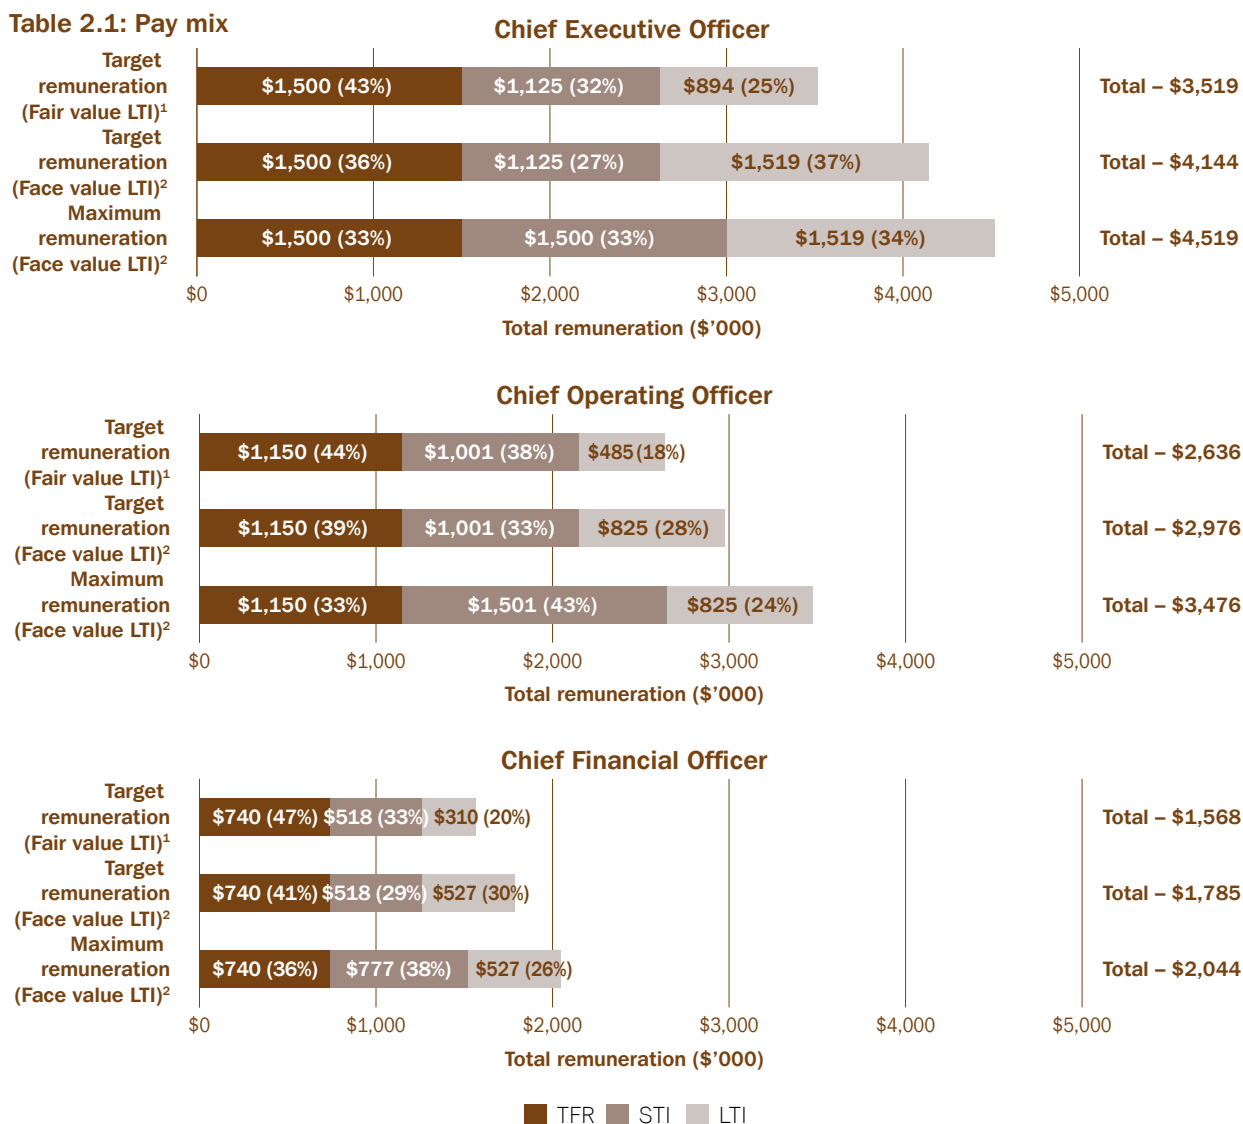 Table 2.1: Pay mix
Chief Executive Officer
Target
remuneration
(Fair value LTI)¹
$1,500 (43%) $1,125 (32%) $894 (25%) Total – $3,519
Target
remuneration
(Face value LTI)²
$1,500 (36%) $1,125 (27%) $1,519 (37%) Total – $4,144
Maximum
remuneration
(Face value LTI)²
$1,500 (33%) $1,500 (33%) $1,519 (34%) Total – $4,519
$0 $1,000 $2,000 $3,000 $4,000 $5,000
Total remuneration ($’000)
Chief Operating Officer
Target
remuneration
(Fair value LTI)¹
$1,150 (44%) $1,001 (38%) $485 (18%) Total – $2,636
Target
remuneration
(Face value LTI)²
$1,150 (39%) $1,001 (33%) $825 (28%) Total – $2,976
Maximum
remuneration
(Face value LTI)²
$1,150 (33%) $1,501 (43%) $825 (24%) Total – $3,476
$0 $1,000 $2,000 $3,000 $4,000 $5,000
Total remuneration ($’000)
Chief Financial Officer
Target
remuneration
(Fair value LTI)¹
$740 (47%) $518 (33%) $310 (20%) Total – $1,568
Target
remuneration
(Face value LTI)²
$740 (41%) $518 (29%) $527 (30%) Total – $1,785
Maximum
remuneration
(Face value LTI)²
$740 (36%) $777 (38%) $527 (26%) Total – $2,044
$0 $1,000 $2,000 $3,000 $4,000 $5,000
Total remuneration ($’000)
TFR STI LTI